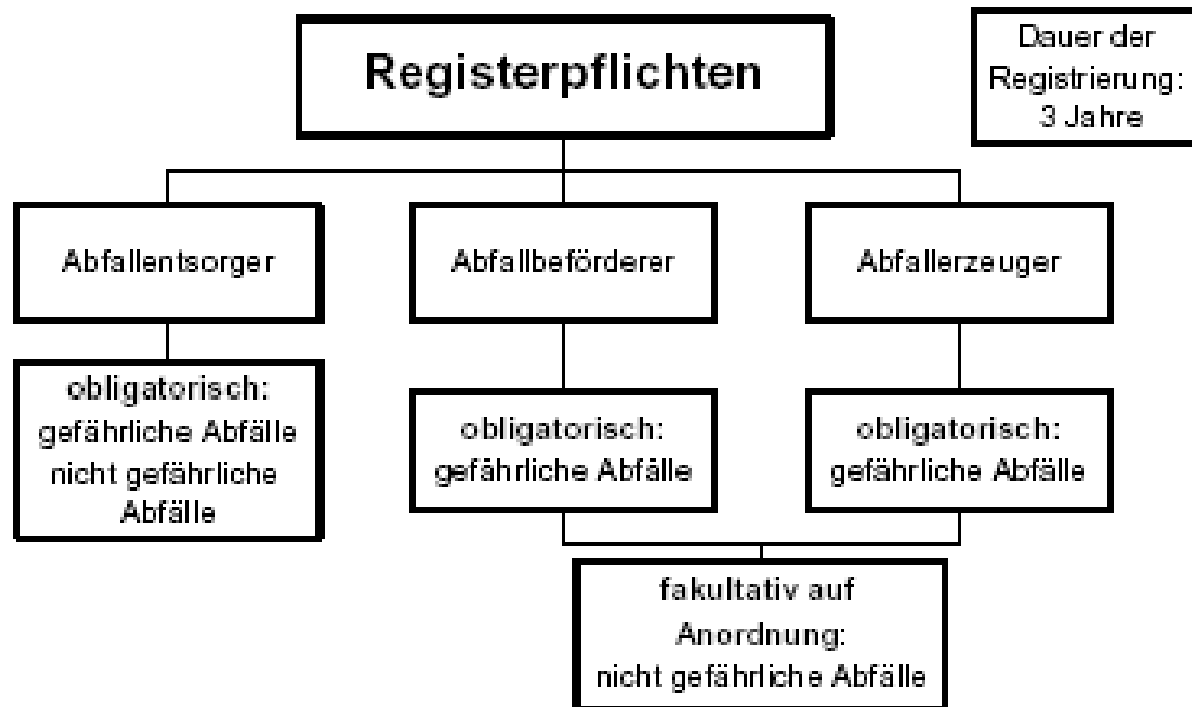 Registerpflichten
Dauer der
Registrierung:
3 Jahre
Abfallentsorger
Abfallbeförderer
Abfallerzeuger
obligatorisch:
gefährliche Abfälle
nicht gefährliche
Abfälle
obligatorisch:
gefährliche Abfälle
obligatorisch:
gefährliche Abfälle
fakultativ auf
Anordnung:
nicht gefährliche Abfälle